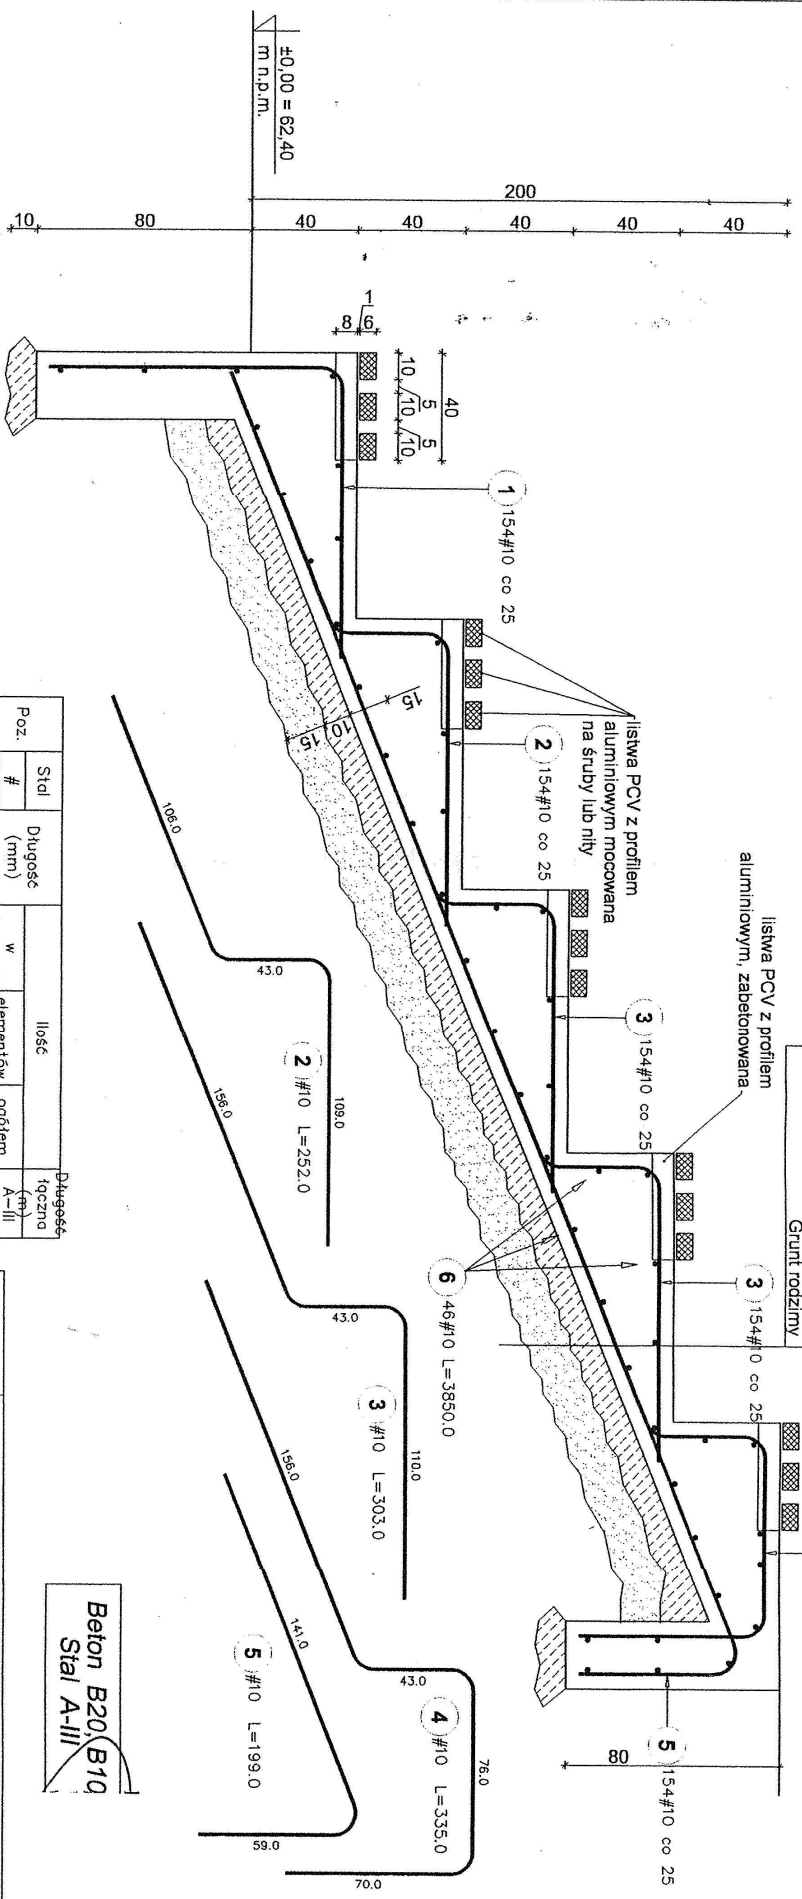 ±0,00 = 62,40
m n.p.m.
200
10
80
40
40
40
40
40
1
8
6
40
10
5
10
5
10
1
154#10 co 25
2
154#10 co 25
listwa PCV z profilem
aluminiowym mocowana
na śruby lub nity
3
154#10 co 25
listwa PCV z profilem
aluminiowym, zabetonowana
3
154#10 co 25
Grunt rodzimy
15
10
15
6
46#10 L=3850.0
5
154#10 co 25
80
106.0
43.0
109.0
2
#10 L=252.0
156.0
43.0
110.0
3
#10 L=303.0
156.0
43.0
76.0
70.0
4
#10 L=335.0
141.0
59.0
5
#10 L=199.0
Poz.
Stal
#
Długość
(mm)
Ilość
w
elementów
ogółem
Długość
łączna
(m)
A-III
Beton B20, B10
Stal A-III